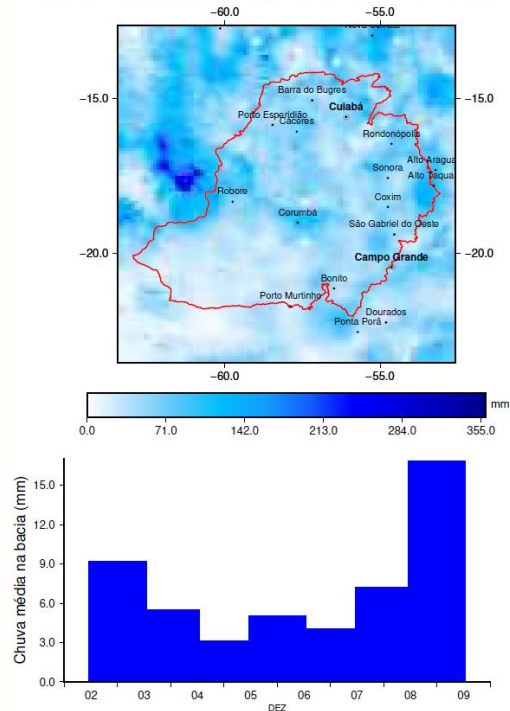 −60.0 −55.0
Barra do Bugres
−15.0 −15.0
Cuiabá
Porto Esperidião
Cáceres
Rondonópolis
Alto Aragua
Sonora
Alto Taquar
Robore
Coxim
Corumbá
São Gabriel do Oeste
−20.0 −20.0
Campo Grande
Bonito
Porto Murtinho
Dourados
Ponta Porã
−60.0 −55.0
mm
0.0 71.0 142.0 213.0 284.0 355.0
Chuva média na bacia (mm)
15.0
12.0
9.0
6.0
3.0
0.0
02 03 04 05 06 07 08 09
DEZ